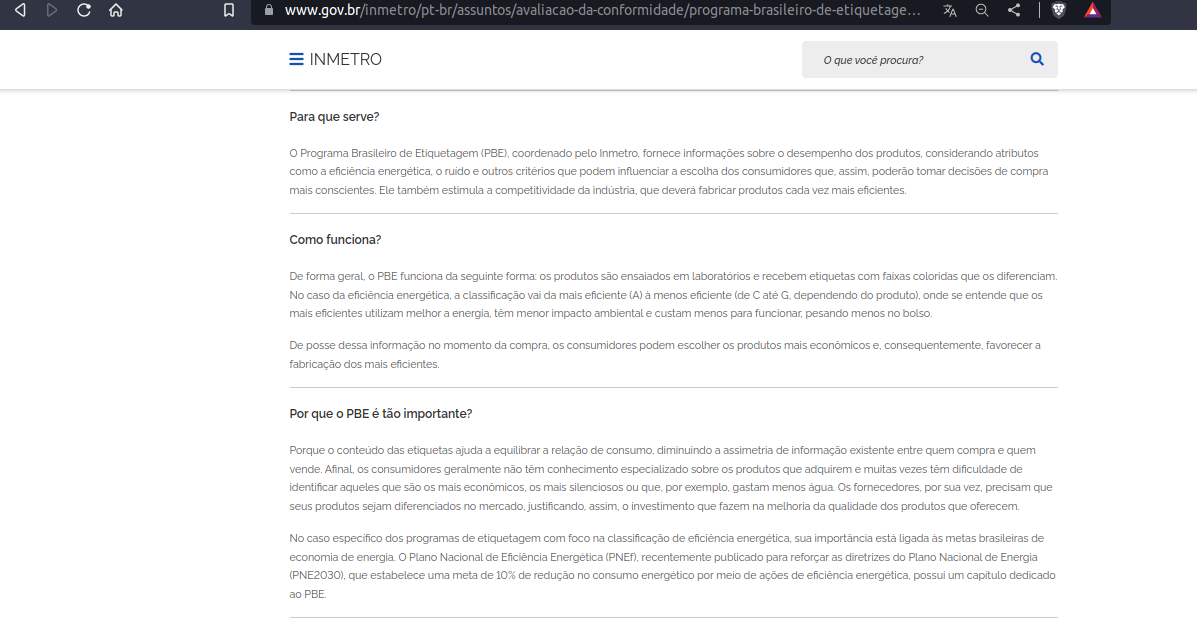 www.gov.br/inmetro/pt-br/assuntos/avaliacao-da-conformidade/programa-brasileiro-de-etiquetage...
INMETRO
O que você procura?
Para que serve?
O Programa Brasileiro de Etiquetagem (PBE), coordenado pelo Inmetro, fornece informações sobre o desempenho dos produtos, considerando atributos
como a eficiência energética, o ruído e outros critérios que podem influenciar a escolha dos consumidores que, assim, poderão tomar decisões de compra
mais conscientes. Ele também estimula a competitividade da indústria, que deverá fabricar produtos cada vez mais eficientes.
Como funciona?
De forma geral, o PBE funciona da seguinte forma: os produtos são ensaiados em laboratórios e recebem etiquetas com faixas coloridas que os diferenciam.
No caso da eficiência energética, a classificação vai da mais eficiente (A) à menos eficiente (de C até G, dependendo do produto), onde se entende que os
mais eficientes utilizam melhor a energia, têm menor impacto ambiental e custam menos para funcionar, pesando menos no bolso.
De posse dessa informação no momento da compra, os consumidores podem escolher os produtos mais econômicos e, consequentemente, favorecer a
fabricação dos mais eficientes.
Por que o PBE é tão importante?
Porque o conteúdo das etiquetas ajuda a equilibrar a relação de consumo, diminuindo a assimetria de informação existente entre quem compra e quem
vende. Afinal, os consumidores geralmente não têm conhecimento especializado sobre os produtos que adquirem e muitas vezes têm dificuldade de
identificar aqueles que são os mais econômicos, os mais silenciosos ou que, por exemplo, gastam menos água. Os fornecedores, por sua vez, precisam que
seus produtos sejam diferenciados no mercado, justificando, assim, o investimento que fazem na melhoria da qualidade dos produtos que oferecem.
No caso específico dos programas de etiquetagem com foco na classificação de eficiência energética, sua importância está ligada às metas brasileiras de
economia de energia. O Plano Nacional de Eficiência Energética (PNEf), recentemente publicado para reforçar as diretrizes do Plano Nacional de Energia
(PNE2030), que estabelece uma meta de 10% de redução no consumo energético por meio de ações de eficiência energética, possui um capítulo dedicado
ao PBE.